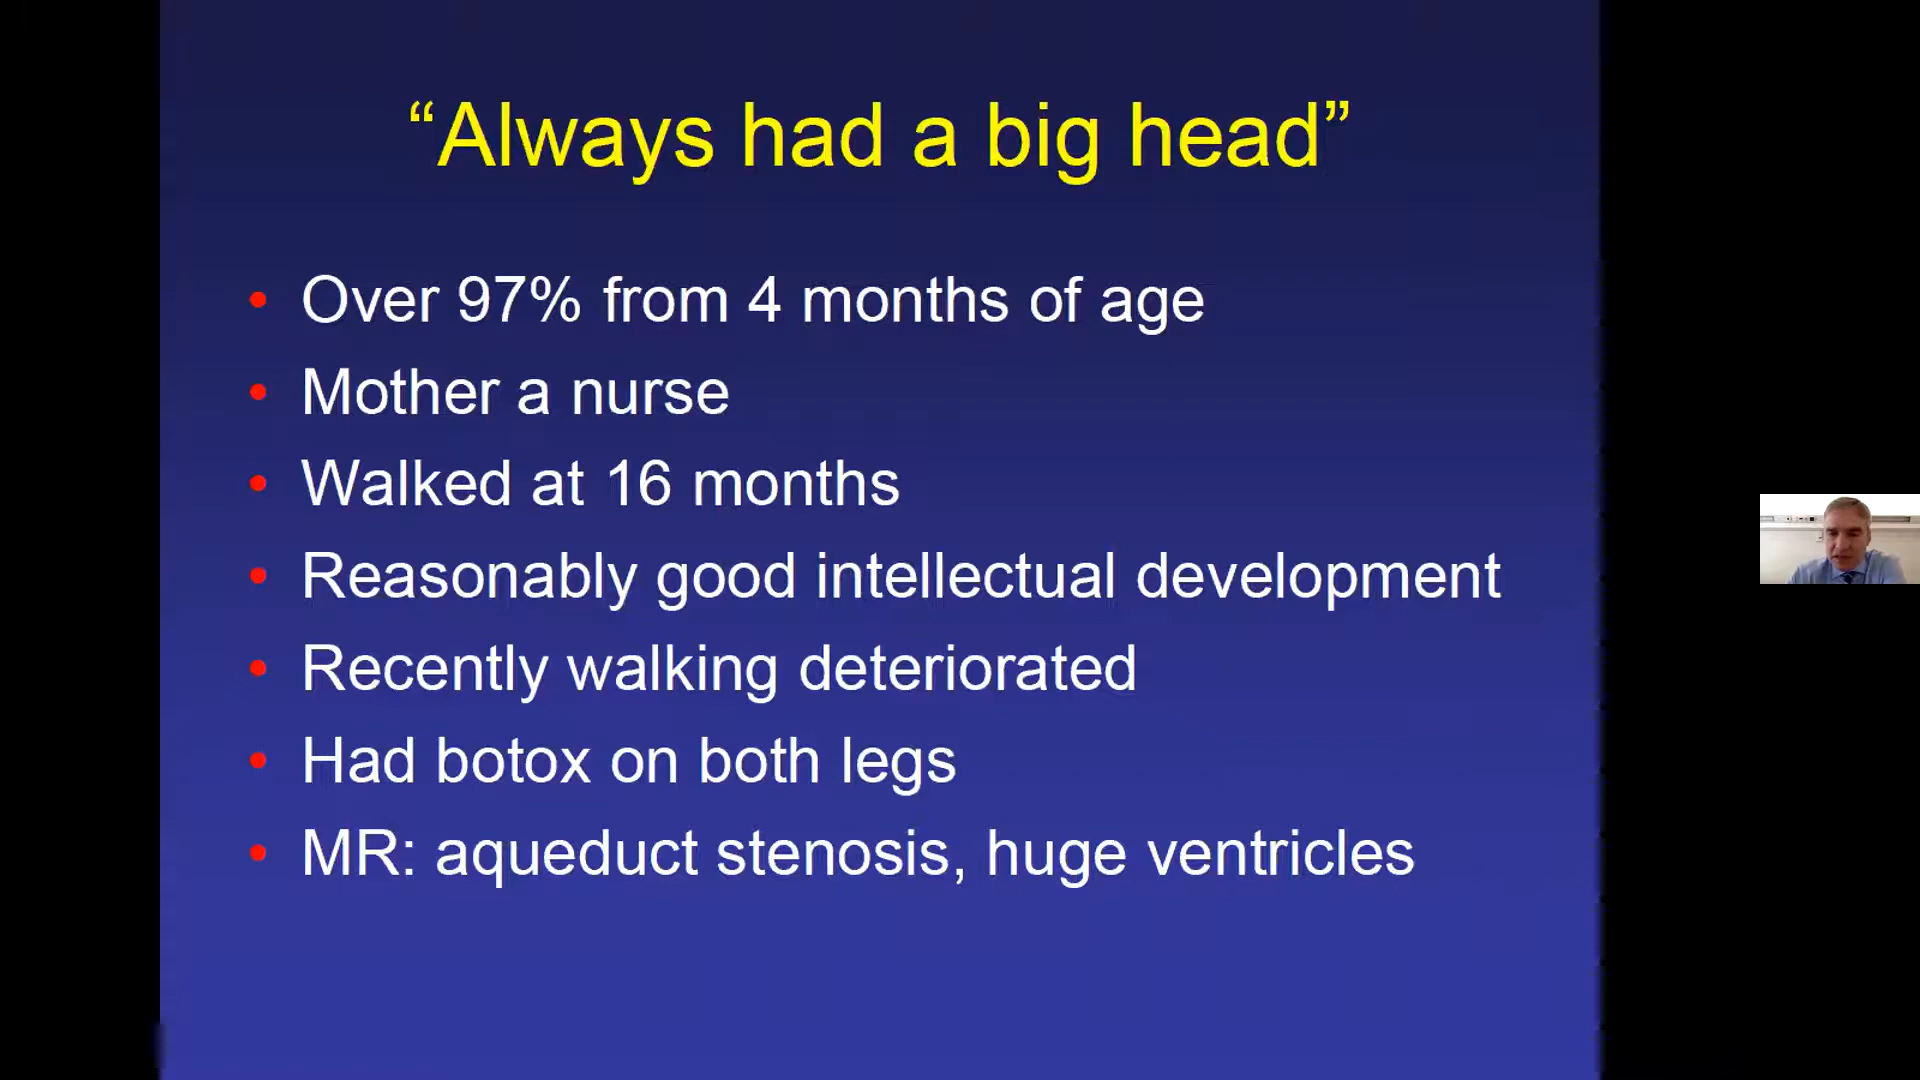 “Always had a big head”
• Over 97% from 4 months of age
• Mother a nurse
• Walked at 16 months
• Reasonably good intellectual development
• Recently walking deteriorated
• Had botox on both legs
• MR: aqueduct stenosis, huge ventricles